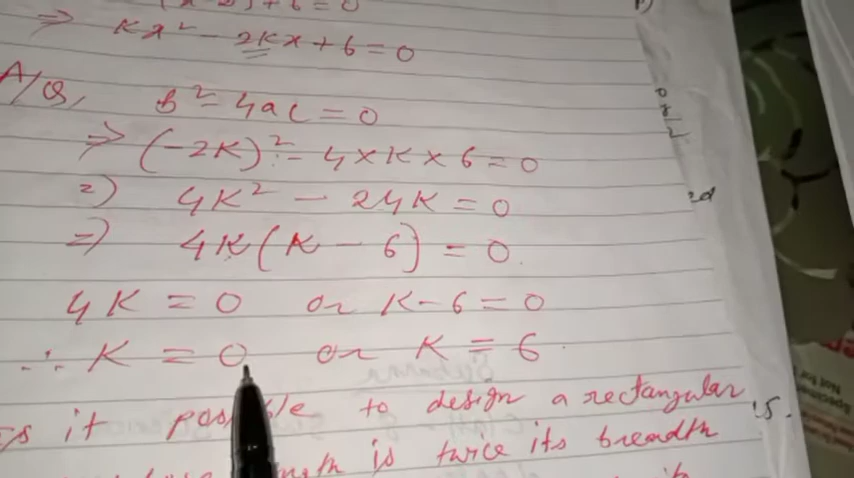 ⇒ Kx² - 2Kx + 6 = 0
A/Q, b² - 4ac = 0
⇒ (-2K)² - 4×K×6 = 0
⇒ 4K² - 24K = 0
⇒ 4K(K - 6) = 0.
4K = 0 or K-6 = 0
∴ K = 0 or K = 6.
is it to design a rectangular
is twice its breadth